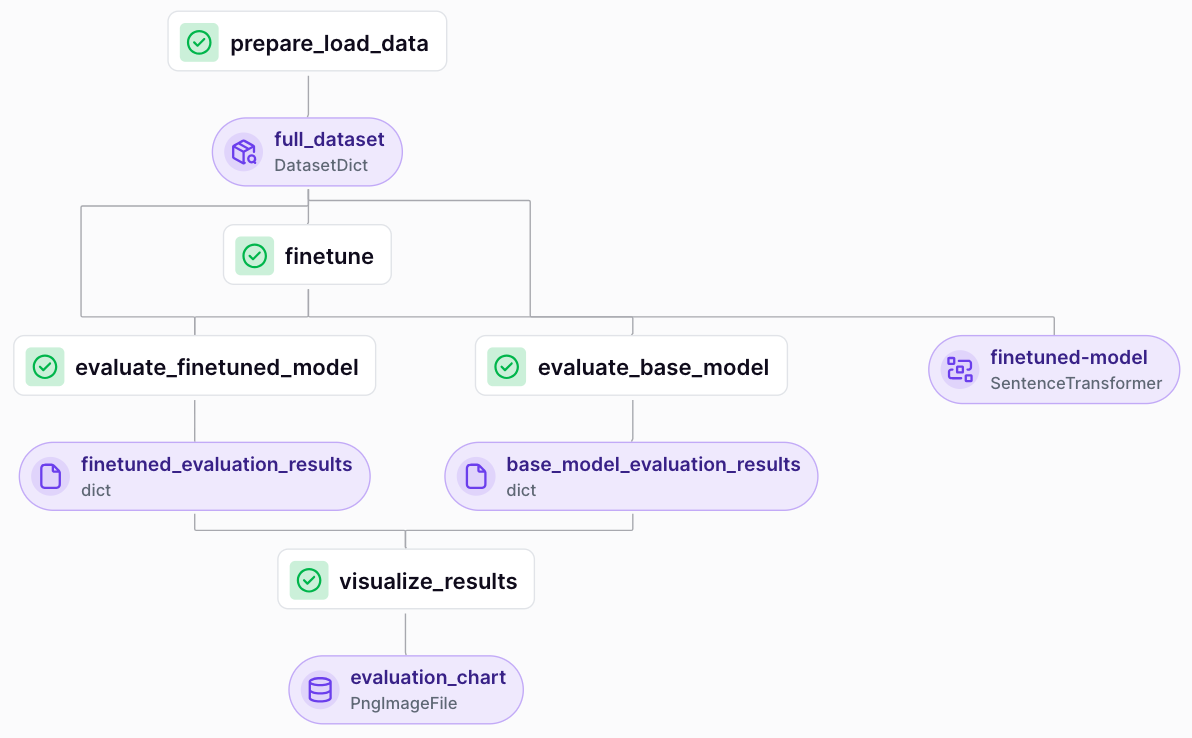 prepare_load_data
full_dataset
DatasetDict
finetune
evaluate_finetuned_model
evaluate_base_model
finetuned-model
SentenceTransformer
finetuned_evaluation_results
dict
base_model_evaluation_results
dict
visualize_results
evaluation_chart
PngImageFile